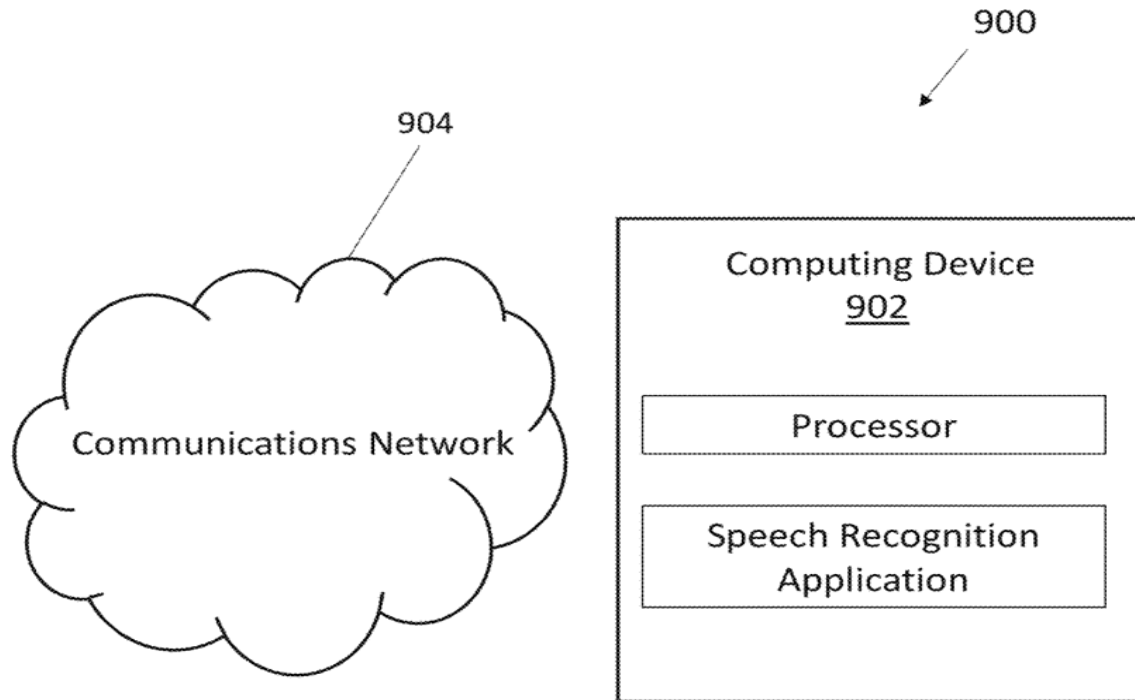 900
904
Computing Device
902
Communications Network
Processor
Speech Recognition
Application